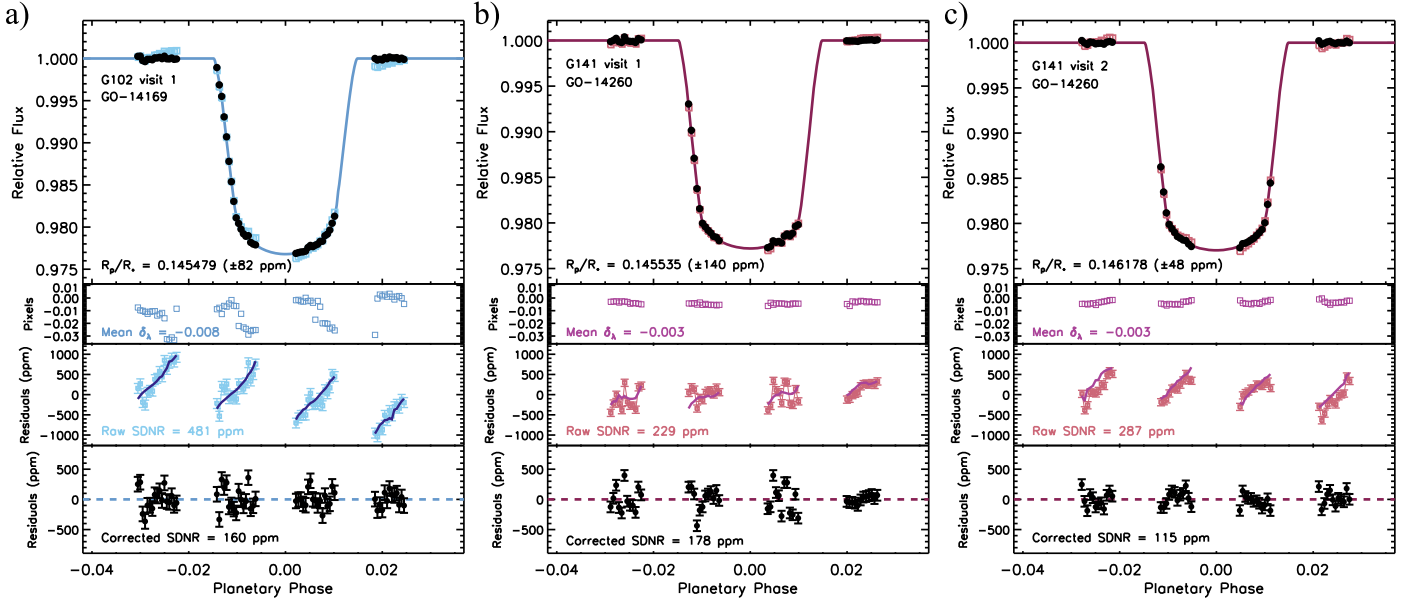 a)
1.000
0.995
0.990
0.985
0.980
0.975
Relative Flux
G102 visit 1
GO-14169
Rp/R* = 0.145479 (±82 ppm)
0.01
0.00
-0.01
-0.02
-0.03
Pixels
Mean δλ = -0.008
1000
500
0
-500
-1000
Residuals (ppm)
Raw SDNR = 481 ppm
500
0
-500
Residuals (ppm)
Corrected SDNR = 160 ppm
-0.04
-0.02
0.00
0.02
Planetary Phase
b)
1.000
0.995
0.990
0.985
0.980
0.975
Relative Flux
G141 visit 1
GO-14260
Rp/R* = 0.145535 (±140 ppm)
0.01
0.00
-0.01
-0.02
-0.03
Pixels
Mean δλ = -0.003
1000
500
0
-500
-1000
Residuals (ppm)
Raw SDNR = 229 ppm
500
0
-500
Residuals (ppm)
Corrected SDNR = 178 ppm
-0.04
-0.02
0.00
0.02
Planetary Phase
c)
1.000
0.995
0.990
0.985
0.980
0.975
Relative Flux
G141 visit 2
GO-14260
Rp/R* = 0.146178 (±48 ppm)
0.01
0.00
-0.01
-0.02
-0.03
Pixels
Mean δλ = -0.003
1000
500
0
-500
-1000
Residuals (ppm)
Raw SDNR = 287 ppm
500
0
-500
Residuals (ppm)
Corrected SDNR = 115 ppm
-0.04
-0.02
0.00
0.02
Planetary Phase